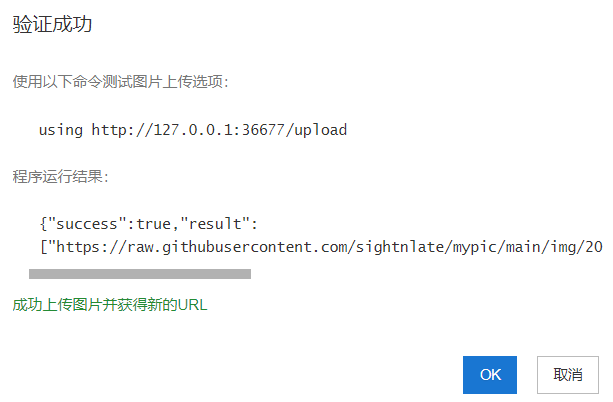 验证成功
使用以下命令测试图片上传选项：
using http://127.0.0.1:36677/upload
程序运行结果：
{"success":true,"result":
["https://raw.githubusercontent.com/sightnlate/mypic/main/img/20
成功上传图片并获得新的URL
OK 取消